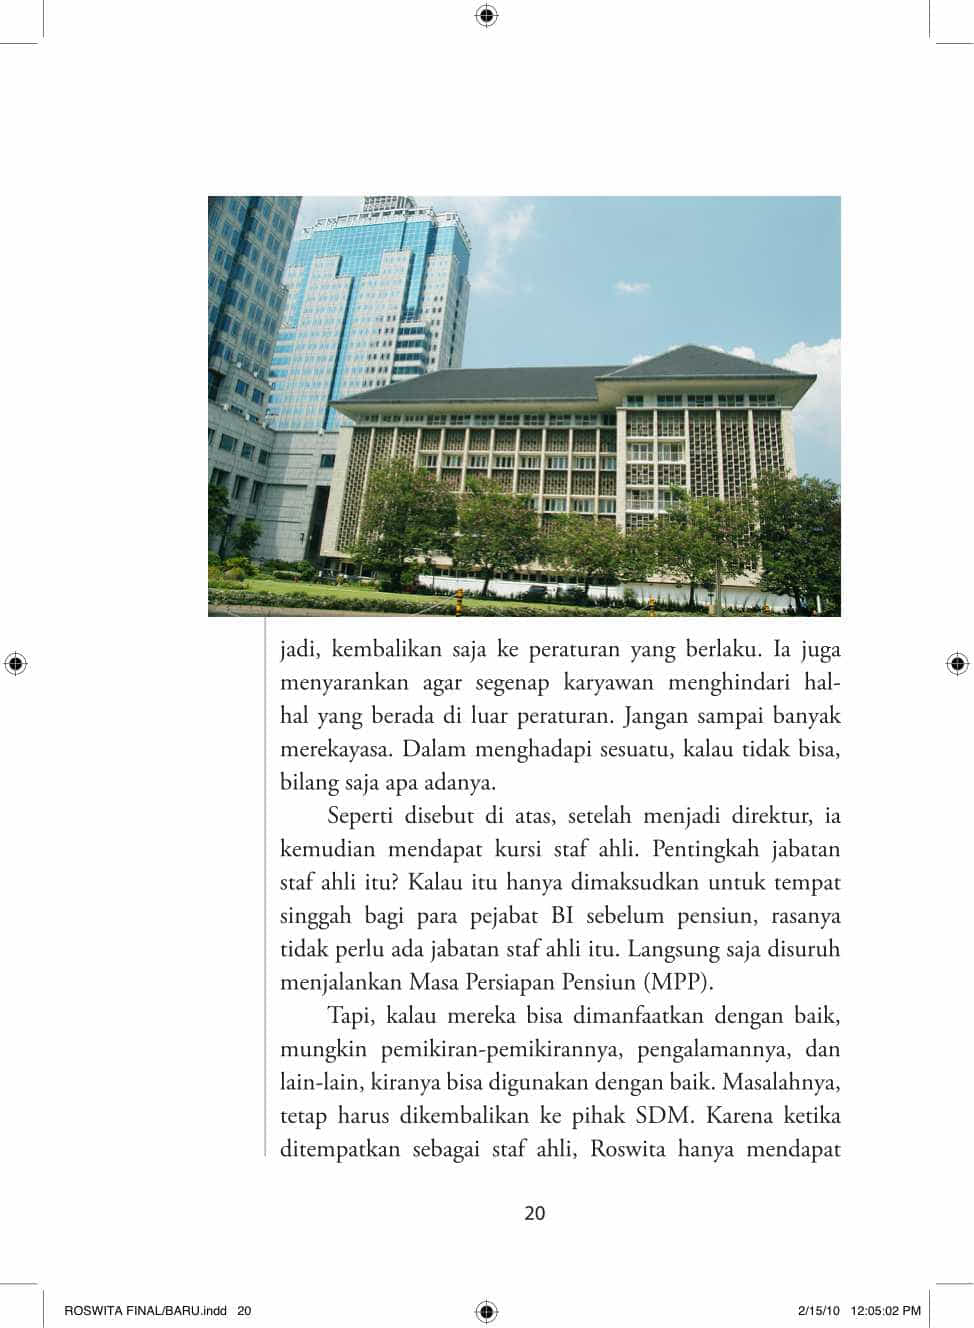 jadi, kembalikan saja ke peraturan yang berlaku. Ia juga
menyarankan agar segenap karyawan menghindari hal-
hal yang berada di luar peraturan. Jangan sampai banyak
merekayasa. Dalam menghadapi sesuatu, kalau tidak bisa,
bilang saja apa adanya.
Seperti disebut di atas, setelah menjadi direktur, ia
kemudian mendapat kursi staf ahli. Pentingkah jabatan
staf ahli itu? Kalau itu hanya dimaksudkan untuk tempat
singgah bagi para pejabat BI sebelum pensiun, rasanya
tidak perlu ada jabatan staf ahli itu. Langsung saja disuruh
menjalankan Masa Persiapan Pensiun (MPP).
Tapi, kalau mereka bisa dimanfaatkan dengan baik,
mungkin pemikiran-pemikirannya, pengalamannya, dan
lain-lain, kiranya bisa digunakan dengan baik. Masalahnya,
tetap harus dikembalikan ke pihak SDM. Karena ketika
ditempatkan sebagai staf ahli, Roswita hanya mendapat
20
ROSWITA FINAL/BARU.indd 20
2/15/10 12:05:02 PM